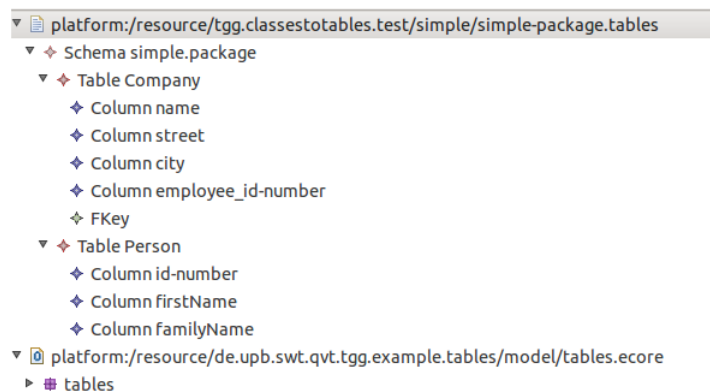 platform:/resource/tgg.classestotables.test/simple/simple-package.tables
Schema simple.package
Table Company
Column name
Column street
Column city
Column employee_id-number
FKey
Table Person
Column id-number
Column firstName
Column familyName
platform:/resource/de.upb.swt.qvt.tgg.example.tables/model/tables.ecore
tables